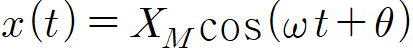 x(t) = X_M cos(ωt + θ)